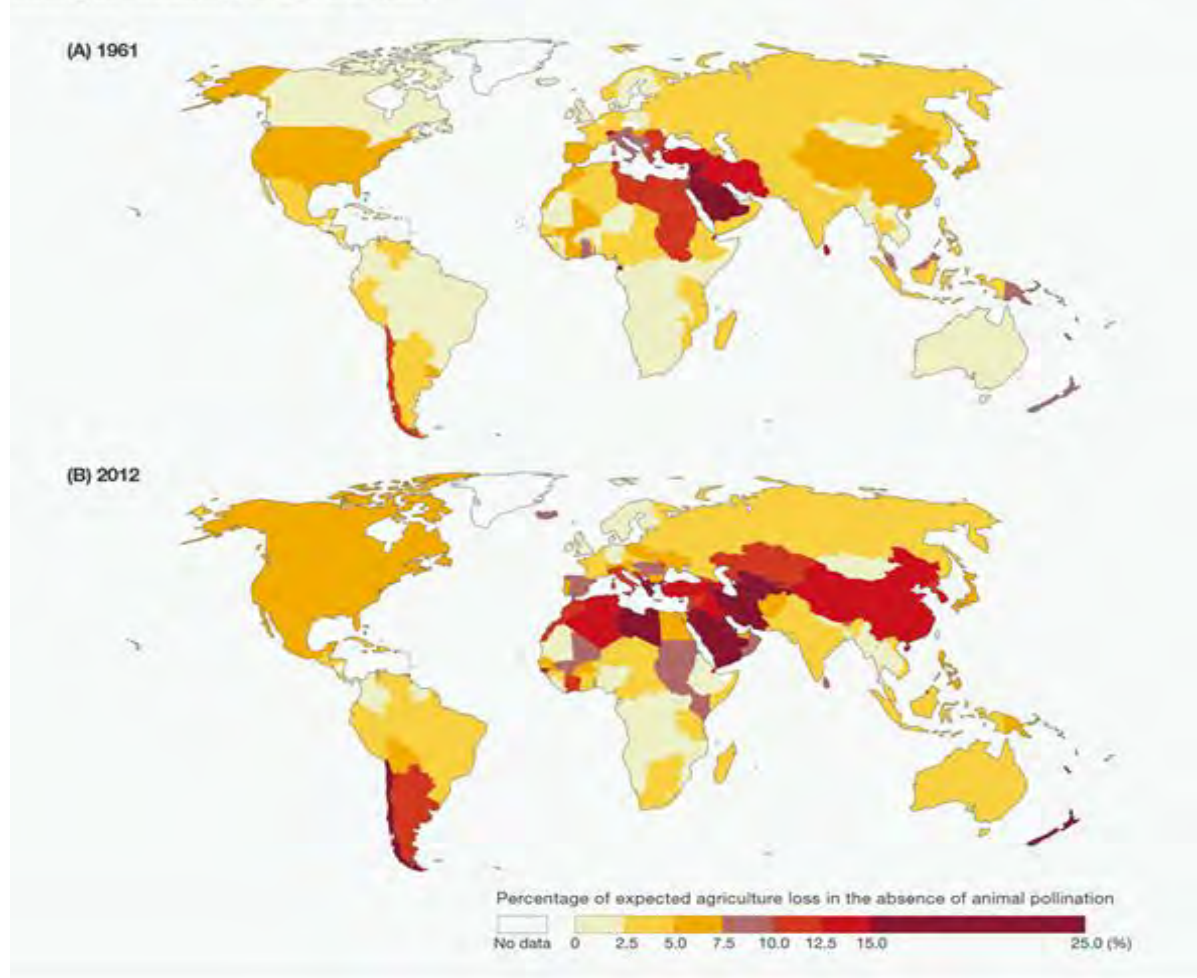 (A) 1961
(B) 2012
Percentage of expected agriculture loss in the absence of animal pollination
No data 0 2.5 5.0 7.5 10.0 12.5 15.0 25.0 (%)